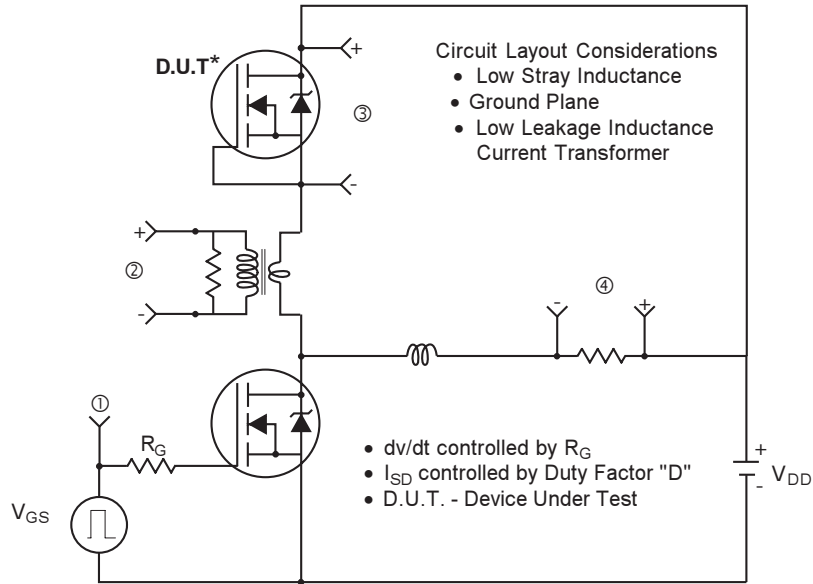 D.U.T*
+
③
-
Circuit Layout Considerations
• Low Stray Inductance
• Ground Plane
• Low Leakage Inductance
Current Transformer
+
②
-
④
-
+
①
R_G
V_GS
• dv/dt controlled by R_G
• I_SD controlled by Duty Factor "D"
• D.U.T. - Device Under Test
+
-
V_DD